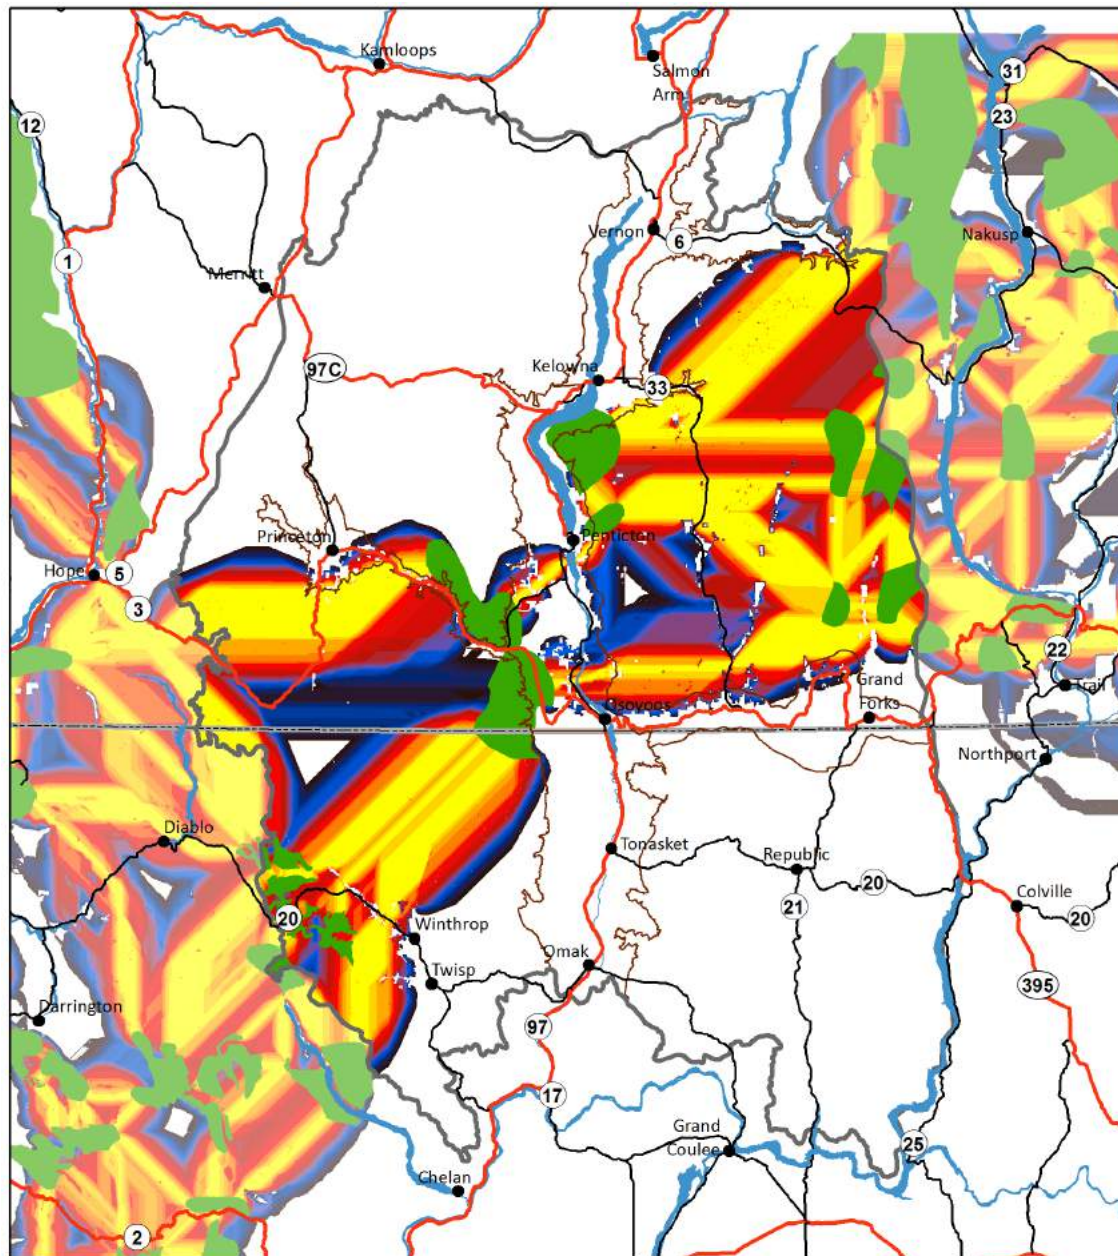 Kamloops
Salmon
Arm
31
23
12
Vernon
6
Nakusp
1
Merritt
97C
Kelowna
33
Princeton
Penticton
Hope
5
3
22
Trail
Grand
Forks
Osoyoos
Northport
Diablo
Tonasket
Republic
20
21
Colville
20
20
Winthrop
Omak
Twisp
395
Darrington
97
17
Grand
Coulee
25
Chelan
2